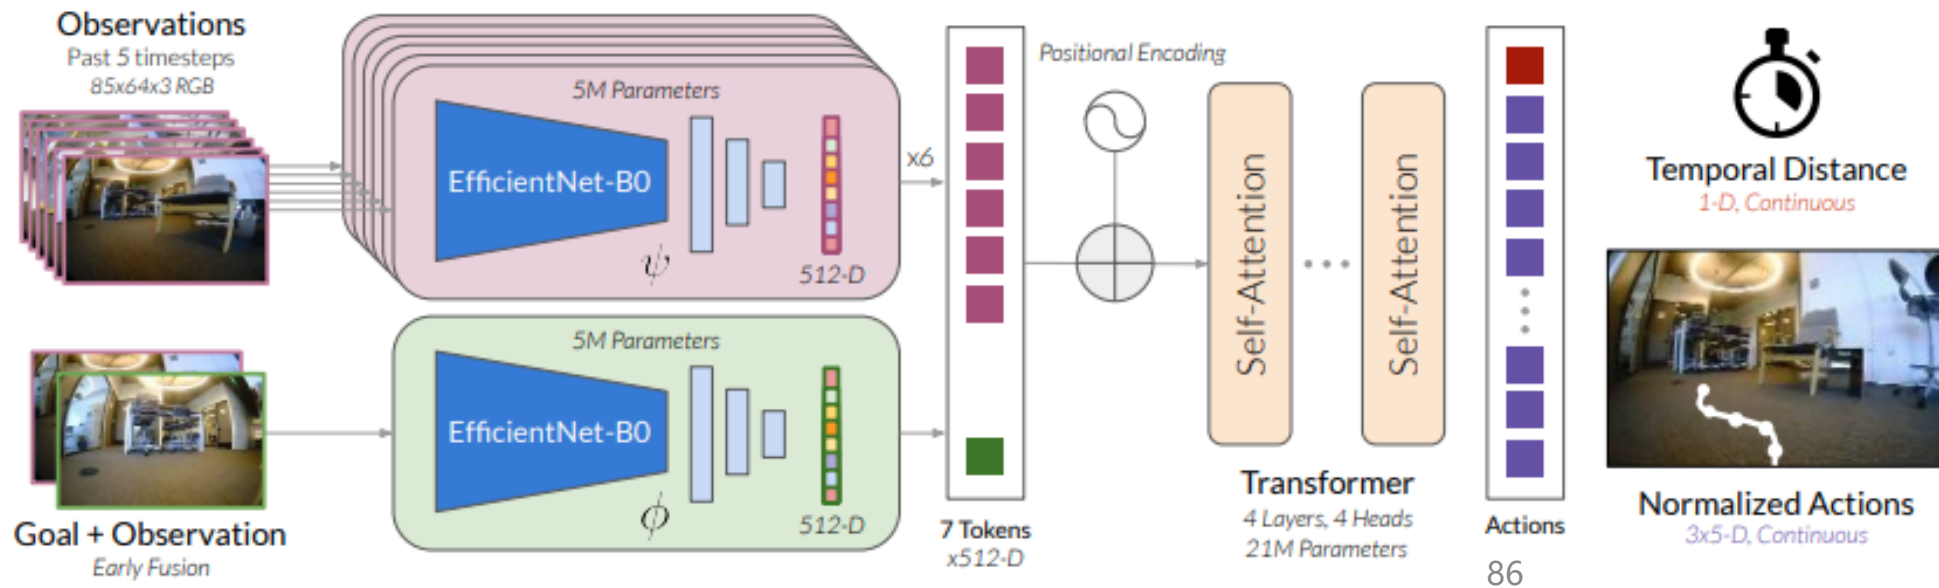 Observations
Past 5 timesteps
85x64x3 RGB
5M Parameters
EfficientNet-B0
ψ
512-D
x6
Goal + Observation
Early Fusion
5M Parameters
EfficientNet-B0
ϕ
512-D
7 Tokens
x512-D
Positional Encoding
Self-Attention
Self-Attention
Transformer
4 Layers, 4 Heads
21M Parameters
Actions
Temporal Distance
1-D, Continuous
Normalized Actions
3x5-D, Continuous
86